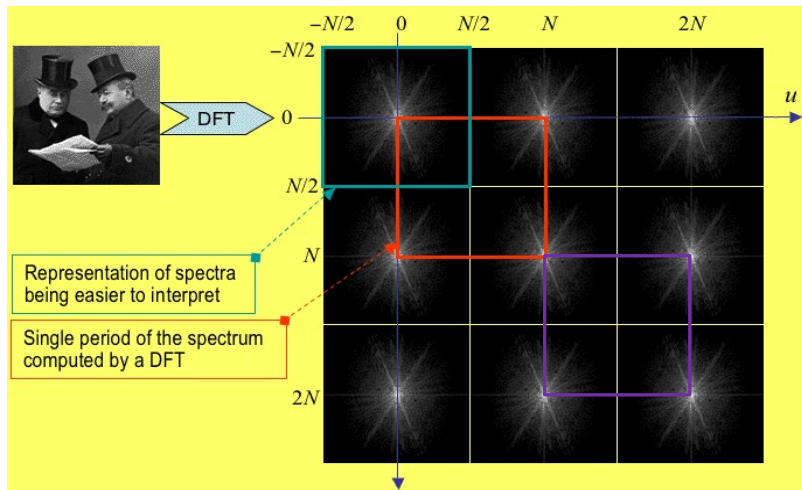 −N/2 0 N/2 N 2N
−N/2
DFT
0
u
N/2
N
Representation of spectra
being easier to interpret
Single period of the spectrum
computed by a DFT
2N